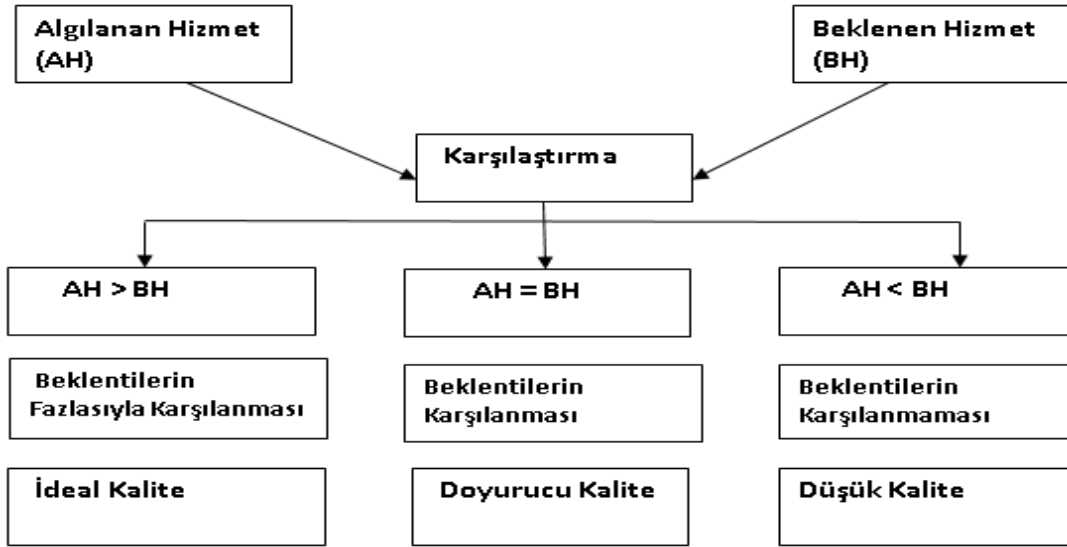 Algılanan Hizmet
(AH)
Beklenen Hizmet
(BH)
Karşılaştırma
AH > BH
AH = BH
AH < BH
Beklentilerin
Fazlasıyla Karşılanması
Beklentilerin
Karşılanması
Beklentilerin
Karşılanmaması
İdeal Kalite
Doyurucu Kalite
Düşük Kalite